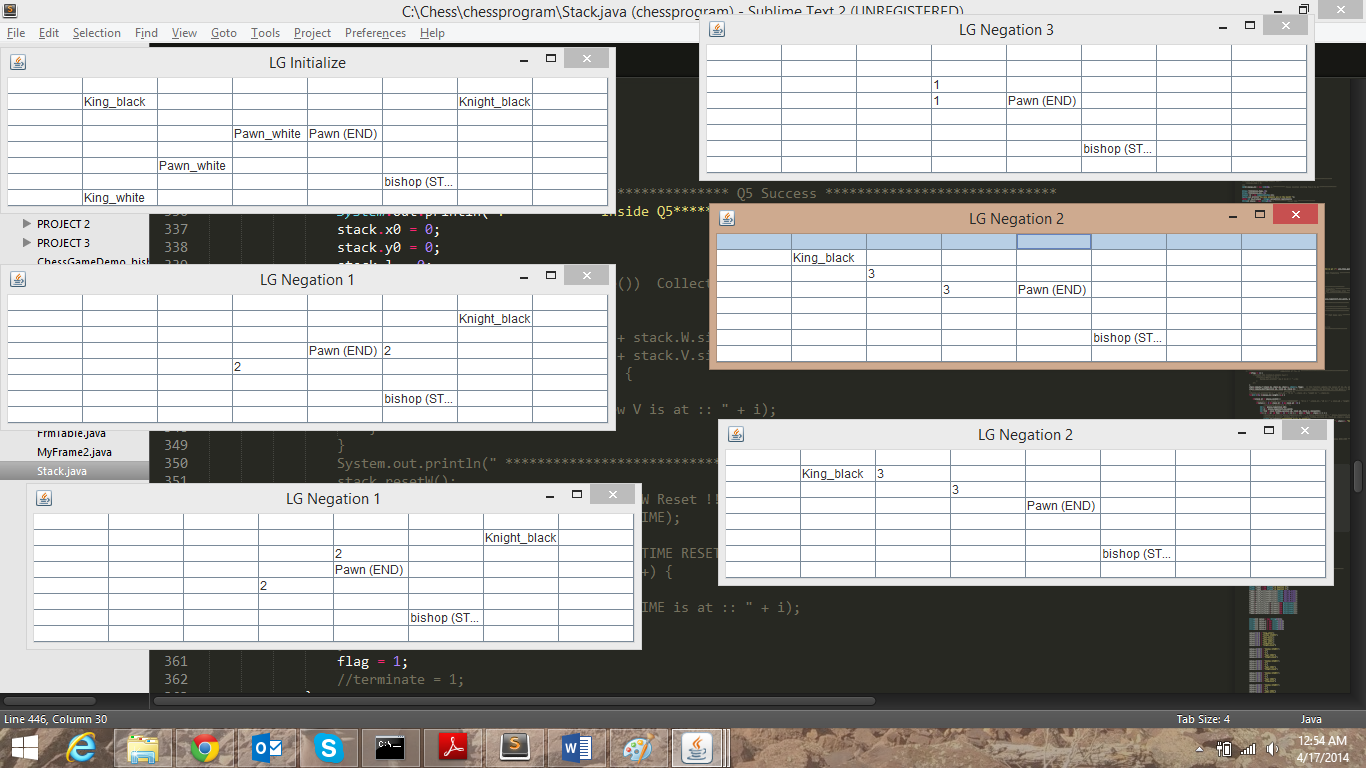 C:\Chess\chessprogram\Stack.java (chessprogram) - Sublime Text 2 (UNREGISTERED)
File Edit Selection Find View Goto Tools Project Preferences Help
LG Initialize
King_black Knight_black
Pawn_white Pawn (END)
Pawn_white
bishop (ST...
King_white
LG Negation 3
1
1 Pawn (END)
bishop (ST...
************** Q5 Success *****************************
inside Q5*****
PROJECT 2
PROJECT 3
337 stack.x0 = 0;
338 stack.y0 = 0;
LG Negation 1
Knight_black
Pawn (END) 2
2
bishop (ST...
()) Collect
+ stack.W.si
+ stack.V.si
{
w V is at :: " + i);
LG Negation 2
King_black
3
3 Pawn (END)
bishop (ST...
FrmTable.java
MyFrame2.java
Stack.java
349 }
350 System.out.println(" ****************************
351 stack.resetW();
LG Negation 1
Knight_black
2
Pawn (END)
2
bishop (ST...
W Reset !!
IME);
TIME RESET
+) {
IME is at :: " + i);
LG Negation 2
King_black 3
3
Pawn (END)
bishop (ST...
361 flag = 1;
362 //terminate = 1;
Line 446, Column 30 Tab Size: 4 Java
12:54 AM
4/17/2014